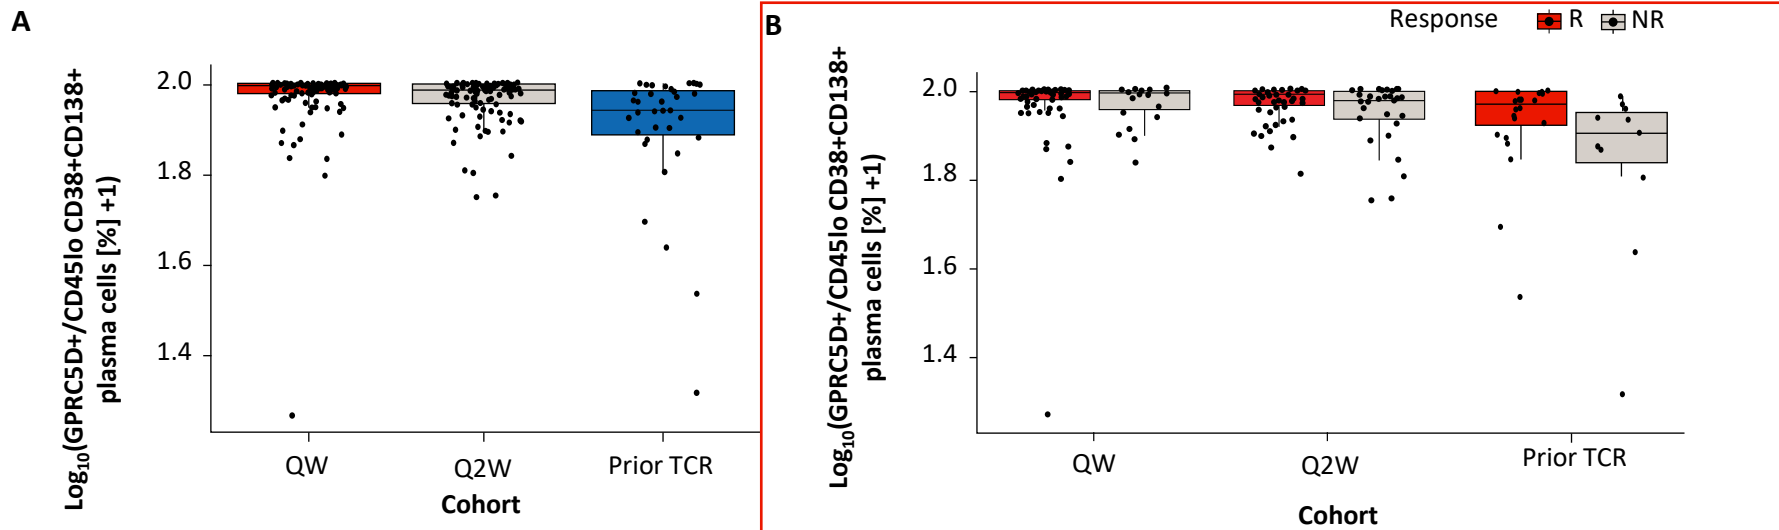 A
Log10(GPRC5D+/CD45lo CD38+CD138+
plasma cells [%] +1)
2.0
1.8
1.6
1.4
QW
Q2W
Prior TCR
Cohort
B
Response
R
NR
Log10(GPRC5D+/CD45lo CD38+CD138+
plasma cells [%] +1)
2.0
1.8
1.6
1.4
QW
Q2W
Prior TCR
Cohort